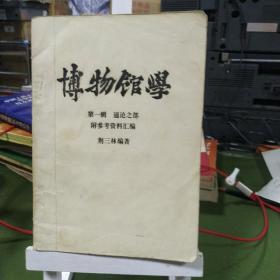 博物馆學
第一辑 通论之部
附参考资料汇编
荆三林编著